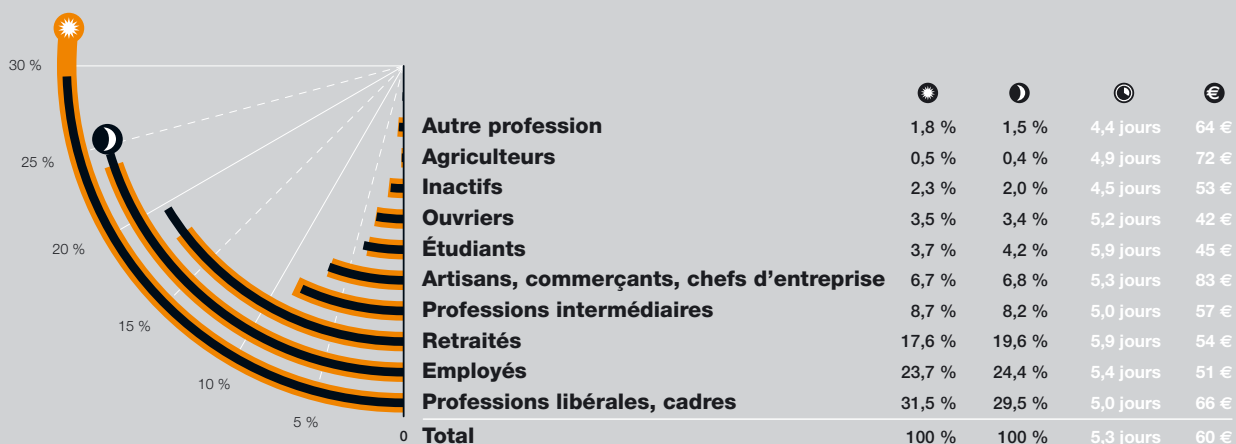 30 %
25 %
20 %
15 %
10 %
5 %
0
€
Autre profession 1,8 % 1,5 % 4,4 jours 64 €
Agriculteurs 0,5 % 0,4 % 4,9 jours 72 €
Inactifs 2,3 % 2,0 % 4,5 jours 53 €
Ouvriers 3,5 % 3,4 % 5,2 jours 42 €
Étudiants 3,7 % 4,2 % 5,9 jours 45 €
Artisans, commerçants, chefs d’entreprise 6,7 % 6,8 % 5,3 jours 83 €
Professions intermédiaires 8,7 % 8,2 % 5,0 jours 57 €
Retraités 17,6 % 19,6 % 5,9 jours 54 €
Employés 23,7 % 24,4 % 5,4 jours 51 €
Professions libérales, cadres 31,5 % 29,5 % 5,0 jours 66 €
Total 100 % 100 % 5,3 jours 60 €